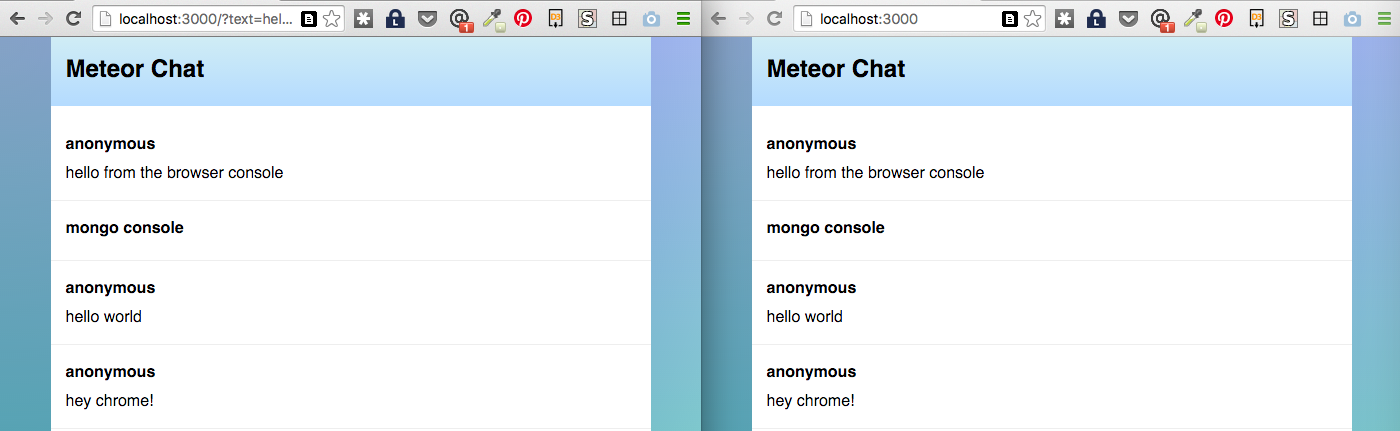 localhost:3000/?text=hel...
Meteor Chat
anonymous
hello from the browser console
mongo console
anonymous
hello world
anonymous
hey chrome!
localhost:3000
Meteor Chat
anonymous
hello from the browser console
mongo console
anonymous
hello world
anonymous
hey chrome!